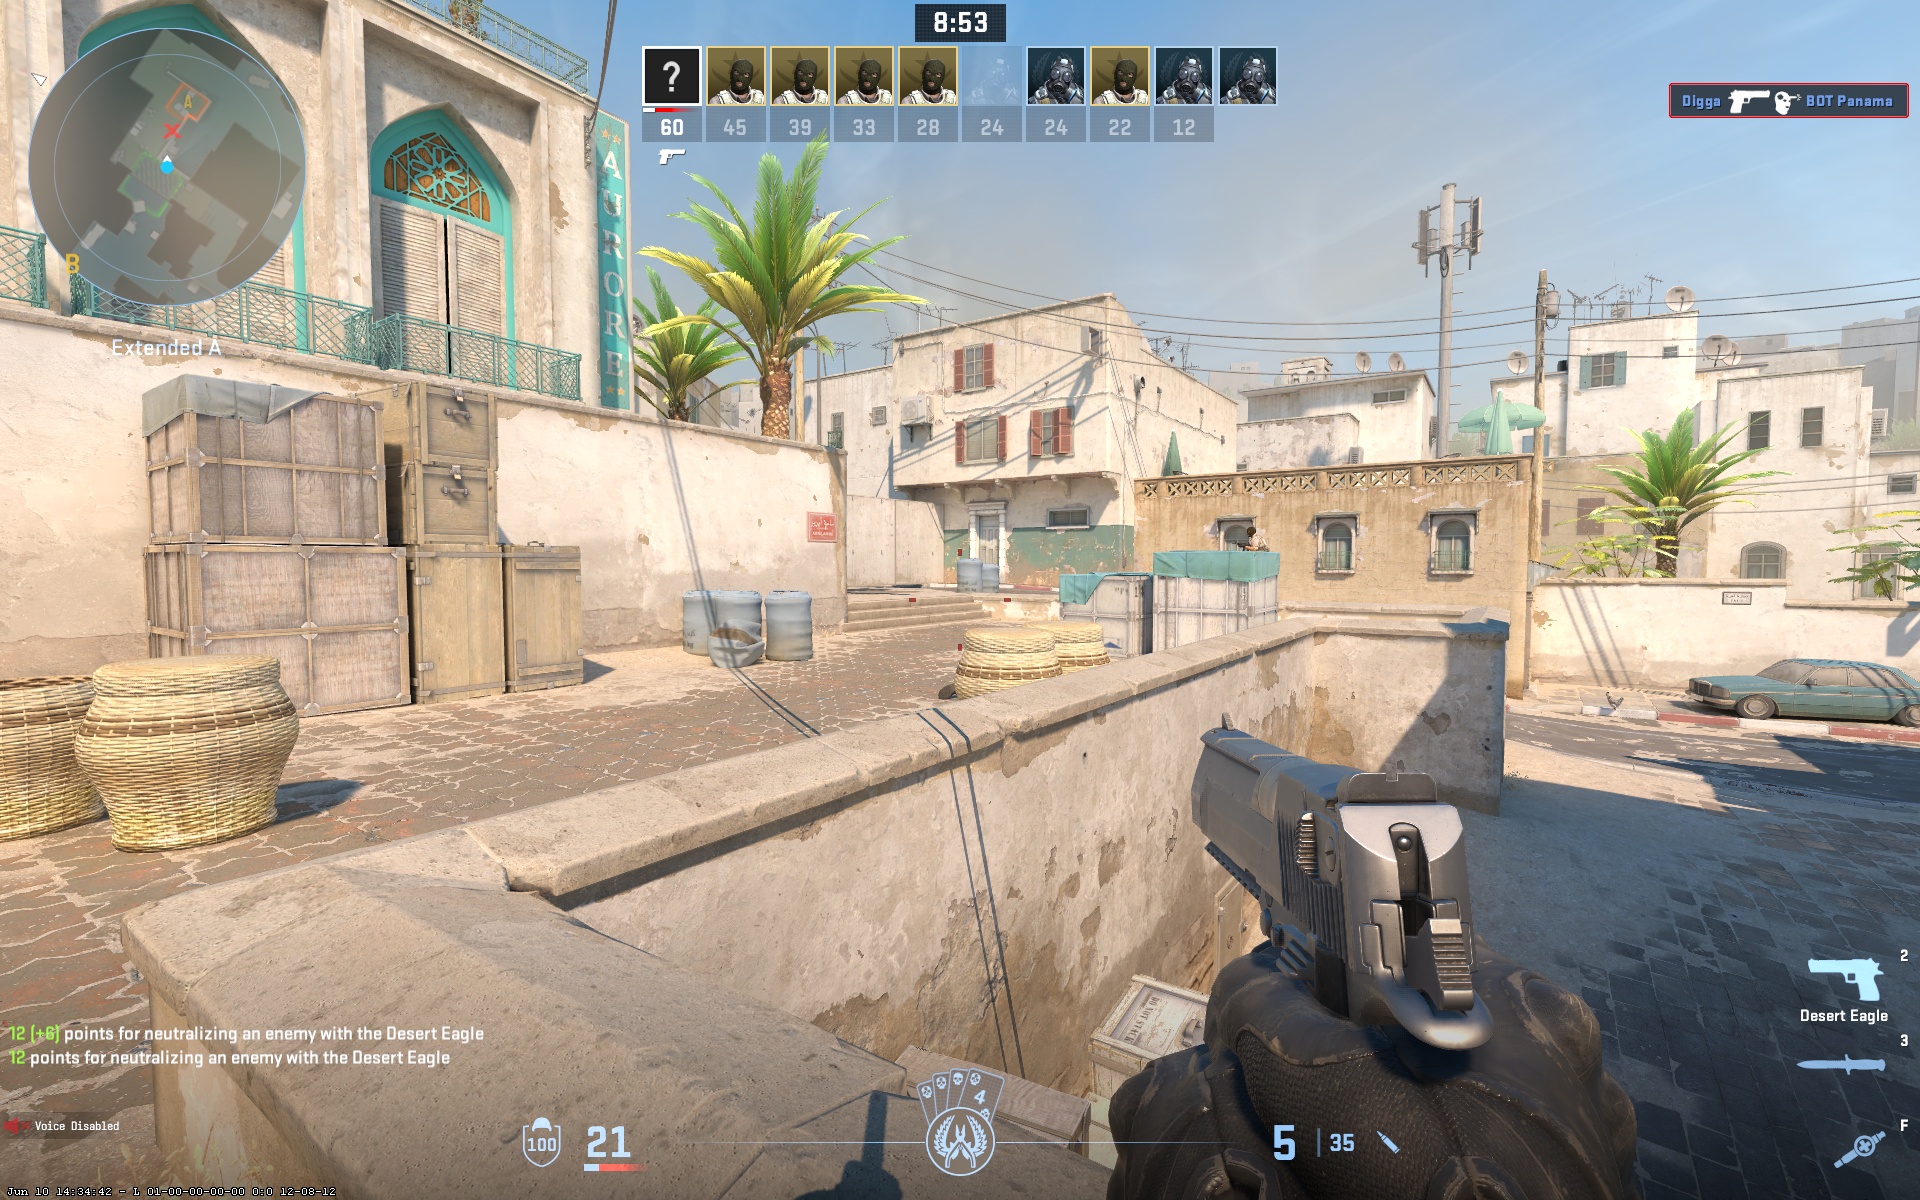 8:53
?
60 45 39 33 28 24 24 22 12
Digga BOT Panama
A
B
Extended A
AURORE
2
Desert Eagle
3
F
12 (+6) points for neutralizing an enemy with the Desert Eagle
12 points for neutralizing an enemy with the Desert Eagle
Voice Disabled
100
21
4
5 35
Jun 10 14:34:42 - L 01-00-00-00-00 0:0 12-08-12